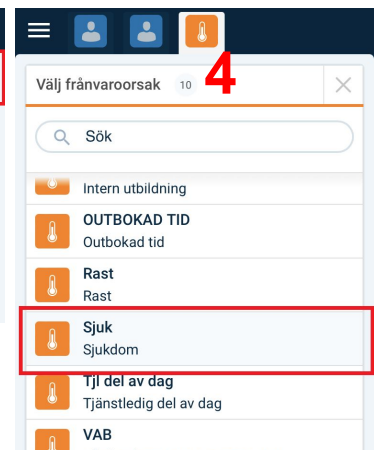 4
Välj frånvaroorsak 10
Sök
Intern utbildning
OUTBOKAD TID
Outbokad tid
Rast
Rast
Sjuk
Sjukdom
Tjl del av dag
Tjänstledig del av dag
VAB